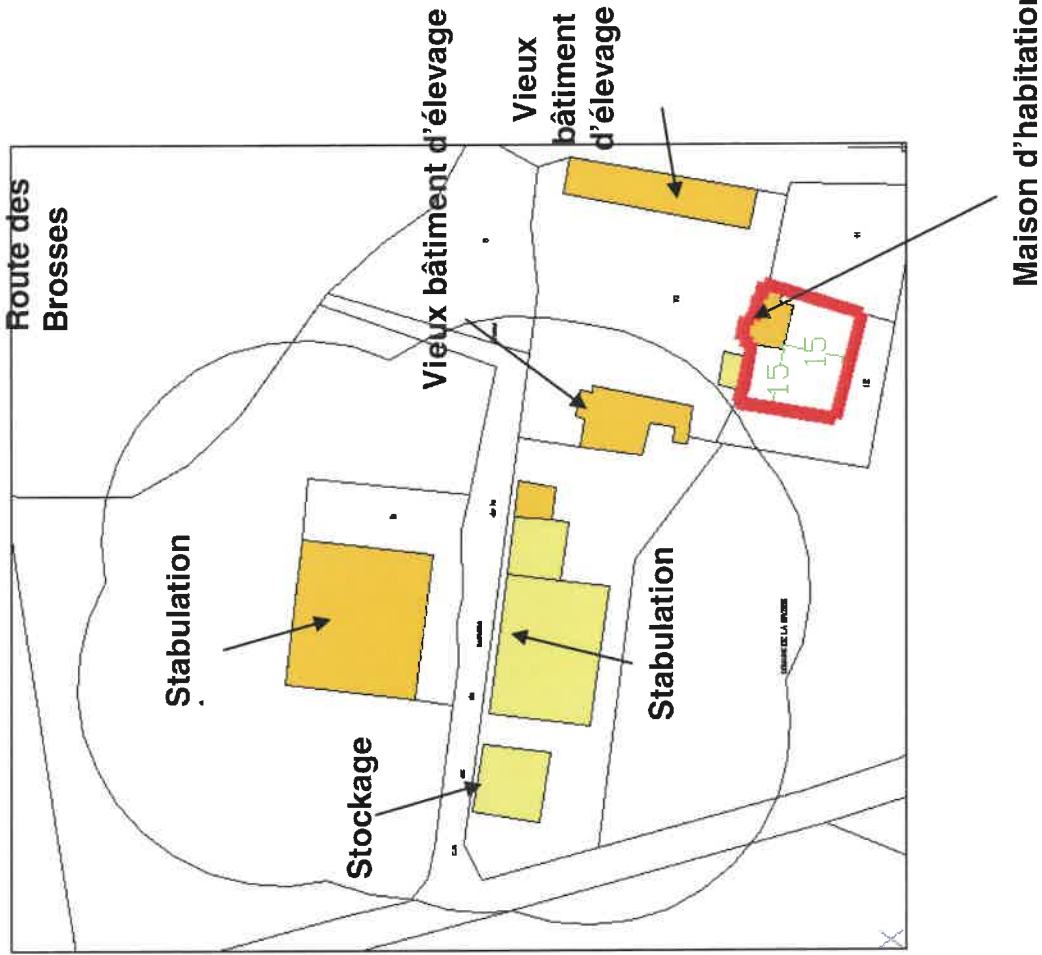 Route des
Brosses
Vieux bâtiment d'élevage
Vieux
bâtiment
d'élevage
Stabulation
Stockage
Stabulation
15
15
Maison d'habitation